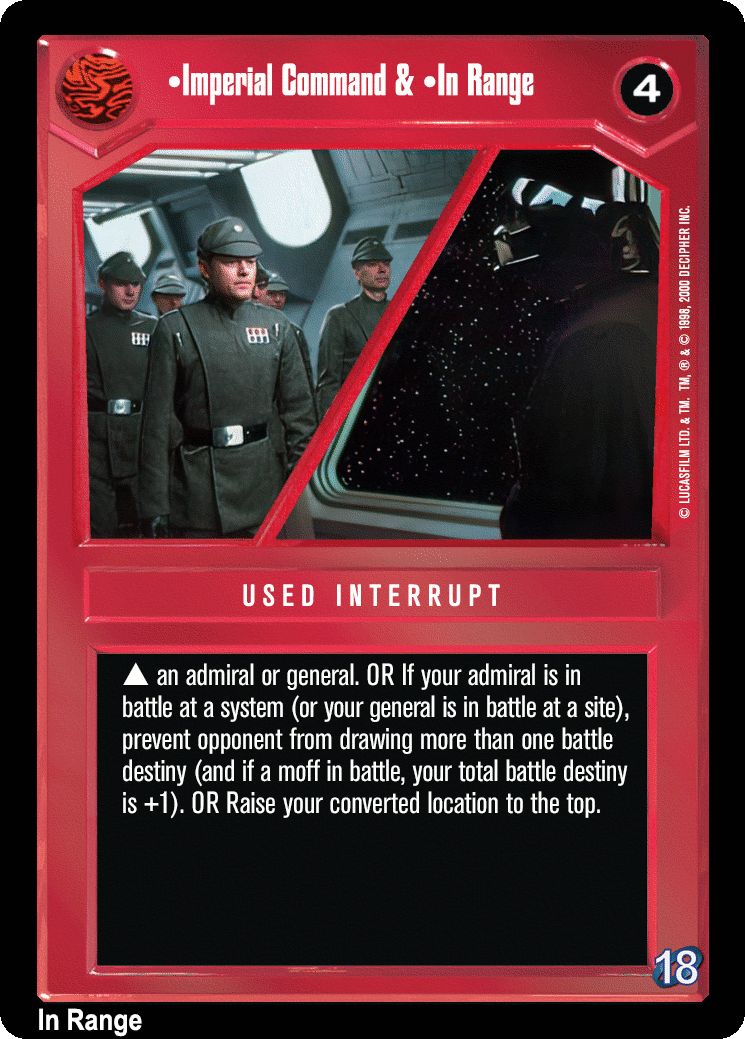 •Imperial Command & •In Range
4
© LUCASFILM LTD. & TM. TM, ® & © 1998, 2000 DECIPHER INC.
USED INTERRUPT
▲ an admiral or general. OR If your admiral is in
battle at a system (or your general is in battle at a site),
prevent opponent from drawing more than one battle
destiny (and if a moff in battle, your total battle destiny
is +1). OR Raise your converted location to the top.
18
In Range